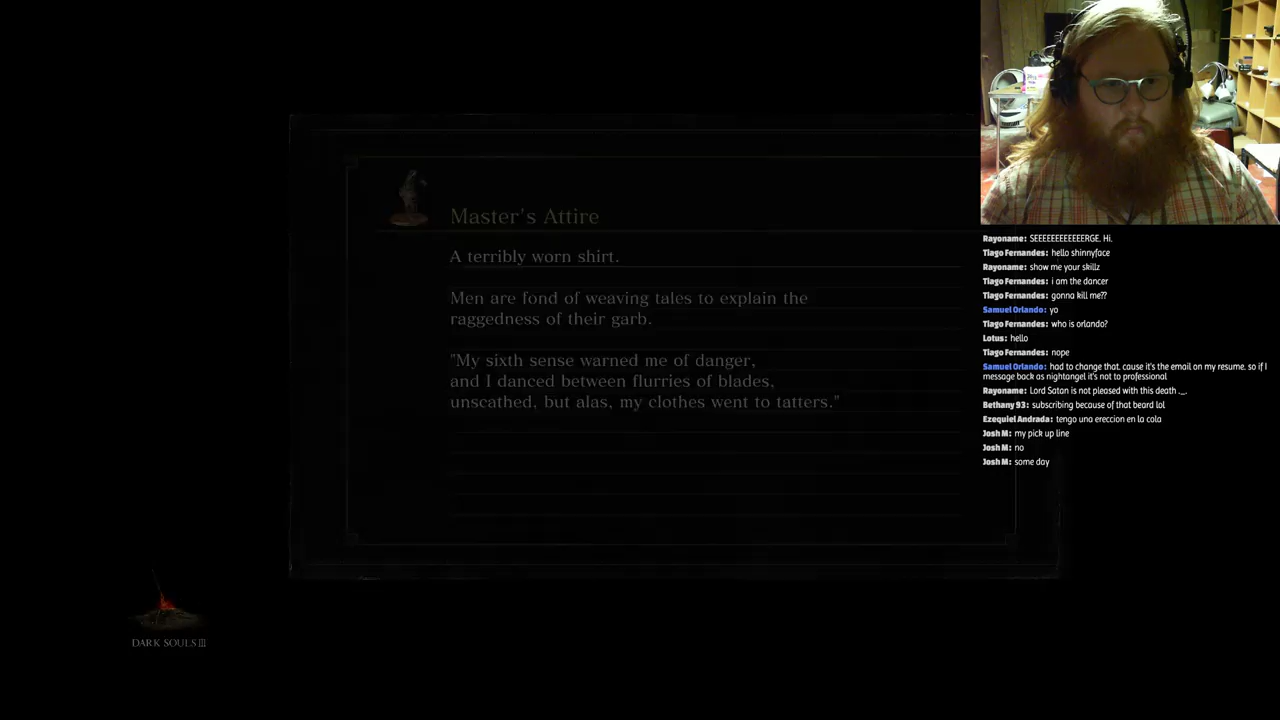 Master's Attire
A terribly worn shirt.
Men are fond of weaving tales to explain the
raggedness of their garb.
"My sixth sense warned me of danger,
and I danced between flurries of blades,
unscathed, but alas, my clothes went to tatters."
DARK SOULS III
Rayoname: SEEEEEEEEEEEERGE. Hi.
Tiago Fernandes: hello shinnyface
Rayoname: show me your skillz
Tiago Fernandes: i am the dancer
Tiago Fernandes: gonna kill me??
Samuel Orlando: yo
Tiago Fernandes: who is orlando?
Lotus: hello
Tiago Fernandes: nope
Samuel Orlando: had to change that. cause it's the email on my resume. so if I
message back as nightangel it's not to professional
Rayoname: Lord Satan is not pleased with this death ._.
Bethany 93: subscribing because of that beard lol
Ezequiel Andrada: tengo una ereccion en la cola
Josh M: my pick up line
Josh M: no
Josh M: some day